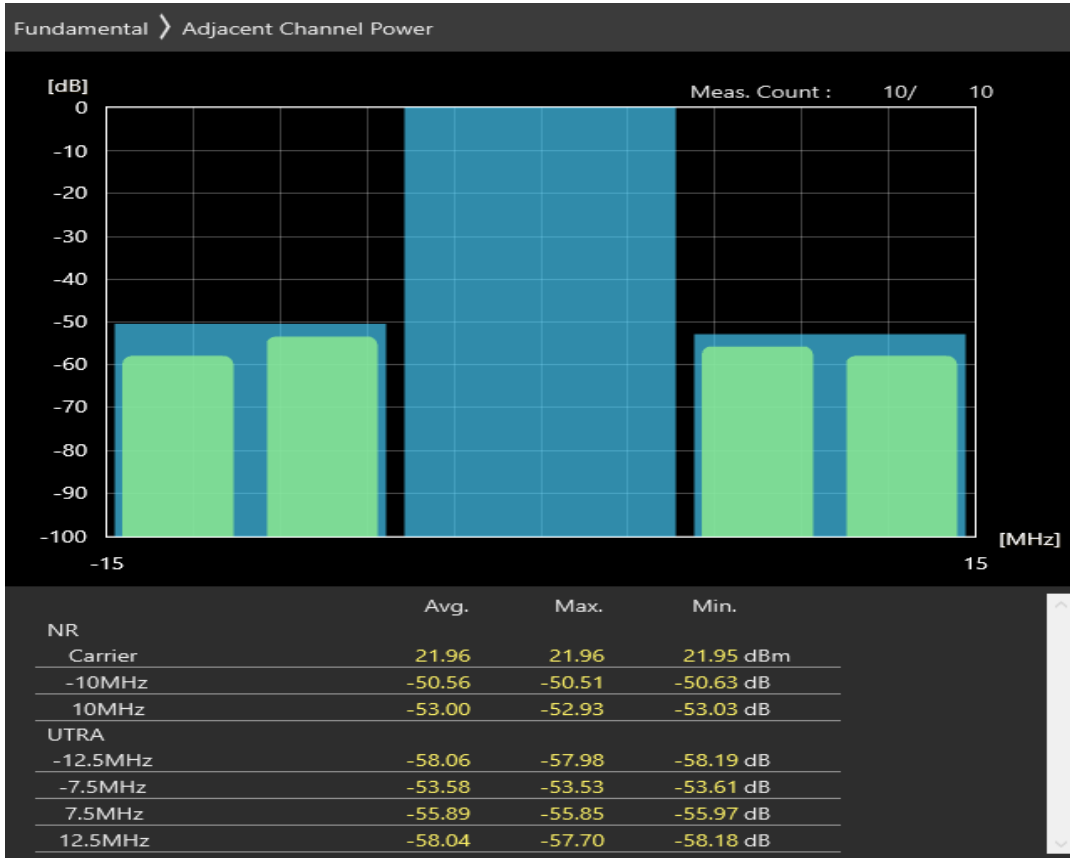 Fundamental ❭ Adjacent Channel Power
[dB]
Meas. Count : 10/ 10
0
-10
-20
-30
-40
-50
-60
-70
-80
-90
-100
[MHz]
-15 15
Avg. Max. Min.
NR
Carrier 21.96 21.96 21.95 dBm
-10MHz -50.56 -50.51 -50.63 dB
10MHz -53.00 -52.93 -53.03 dB
UTRA
-12.5MHz -58.06 -57.98 -58.19 dB
-7.5MHz -53.58 -53.53 -53.61 dB
7.5MHz -55.89 -55.85 -55.97 dB
12.5MHz -58.04 -57.70 -58.18 dB